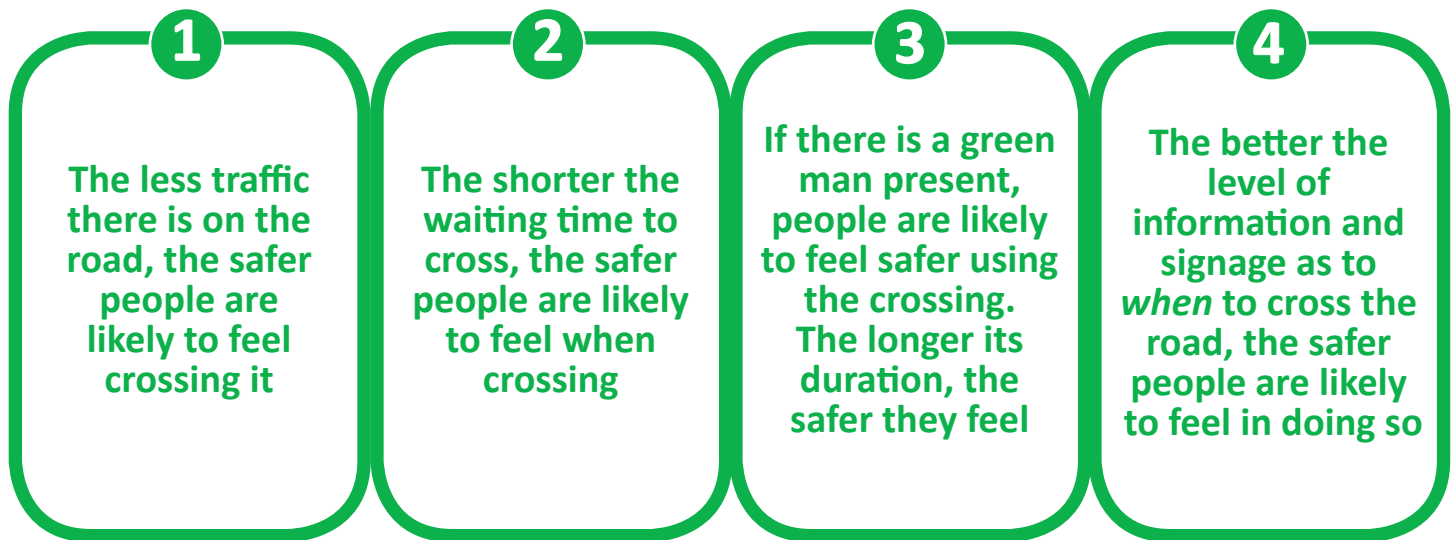 1
The less traffic
there is on the
road, the safer
people are
likely to feel
crossing it
2
The shorter the
waiting time to
cross, the safer
people are likely
to feel when
crossing
3
If there is a green
man present,
people are likely
to feel safer using
the crossing.
The longer its
duration, the
safer they feel
4
The better the
level of
information and
signage as to
when to cross the
road, the safer
people are likely
to feel in doing so